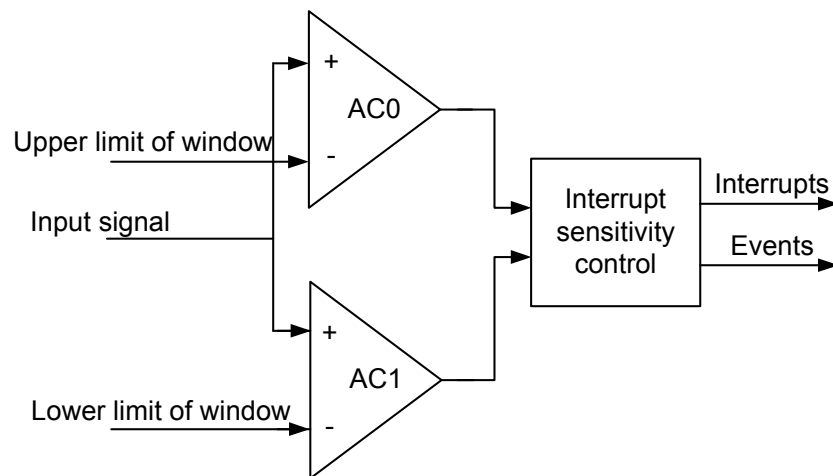 +
AC0
Upper limit of window
-
Input signal
Interrupt
sensitivity
control
Interrupts
Events
+
AC1
Lower limit of window
-